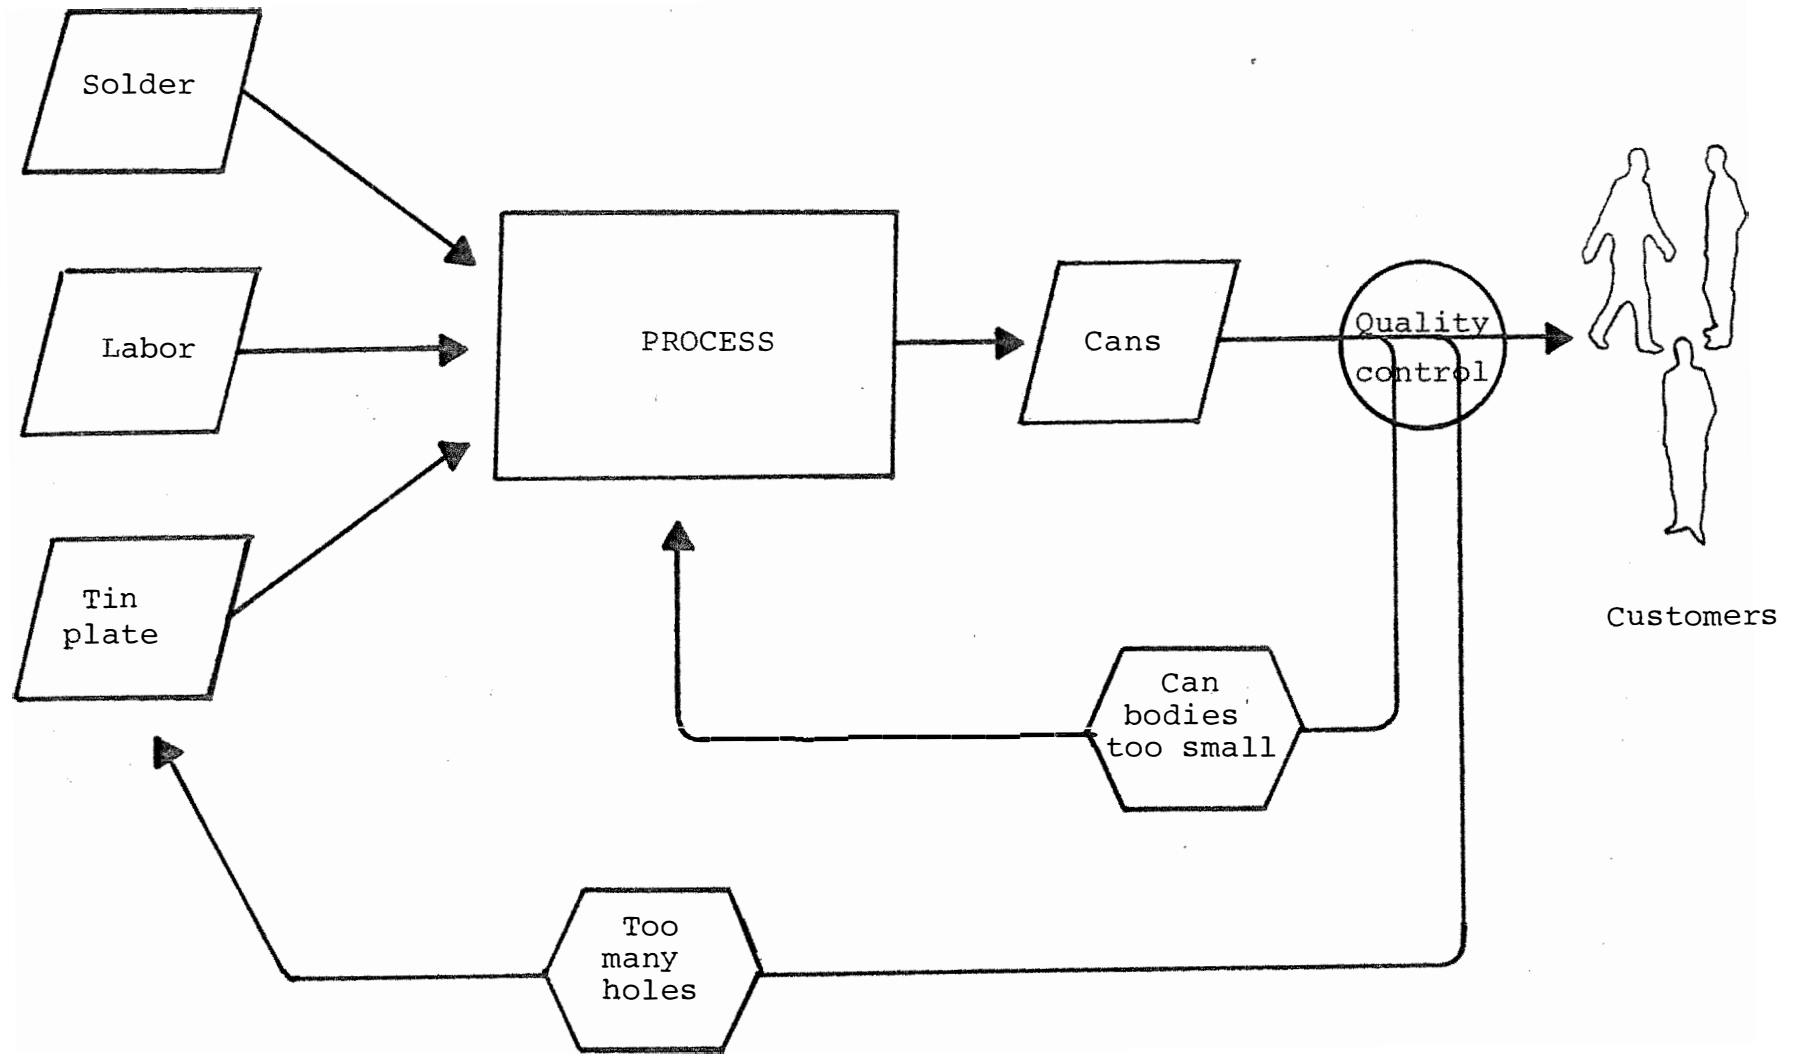 Solder
Labor
Tin
plate
PROCESS
Cans
Quality
control
Customers
Can
bodies
too small
Too
many
holes